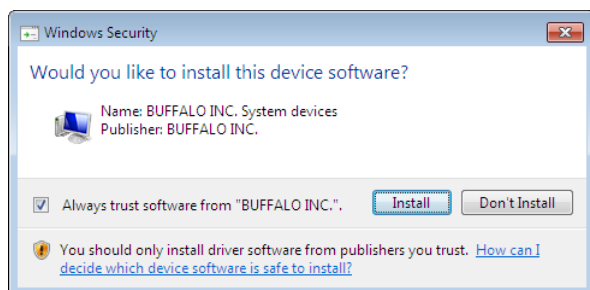 Windows Security
Would you like to install this device software?
Name: BUFFALO INC. System devices
Publisher: BUFFALO INC.
Always trust software from "BUFFALO INC.".
Install
Don't Install
You should only install driver software from publishers you trust. How can I
decide which device software is safe to install?